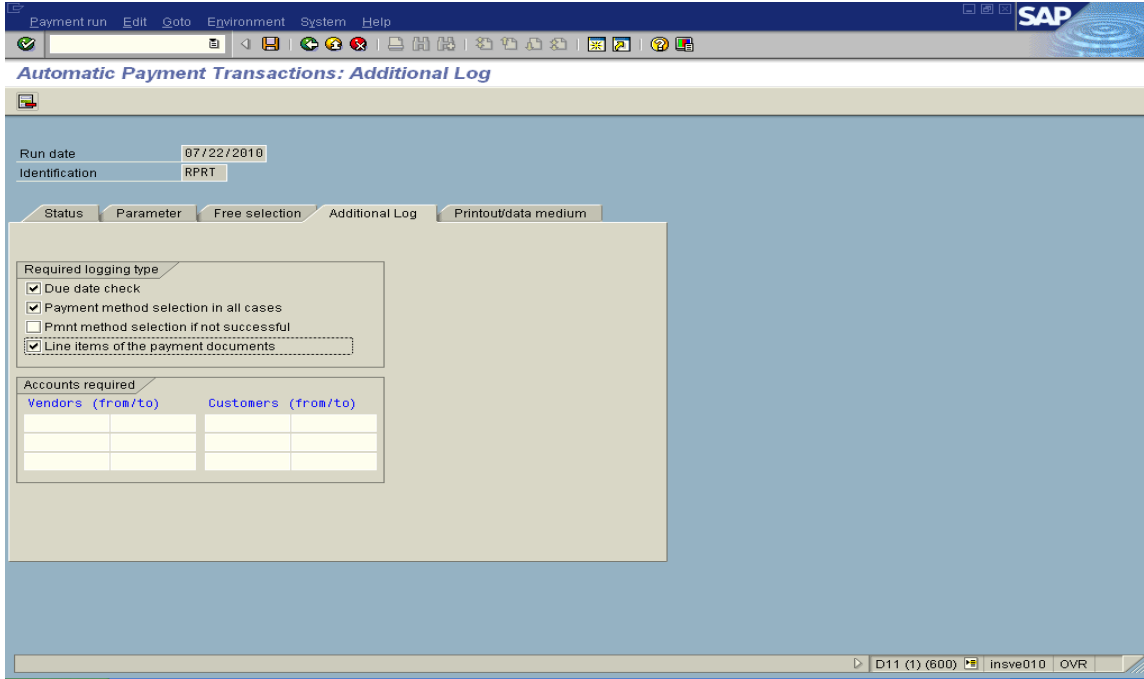 Payment run Edit Goto Environment System Help
SAP
Automatic Payment Transactions: Additional Log
Run date 07/22/2010
Identification RPRT
Status Parameter Free selection Additional Log Printout/data medium
Required logging type
Due date check
Payment method selection in all cases
Pmnt method selection if not successful
Line items of the payment documents
Accounts required
Vendors (from/to) Customers (from/to)
D11 (1) (600) insve010 OVR